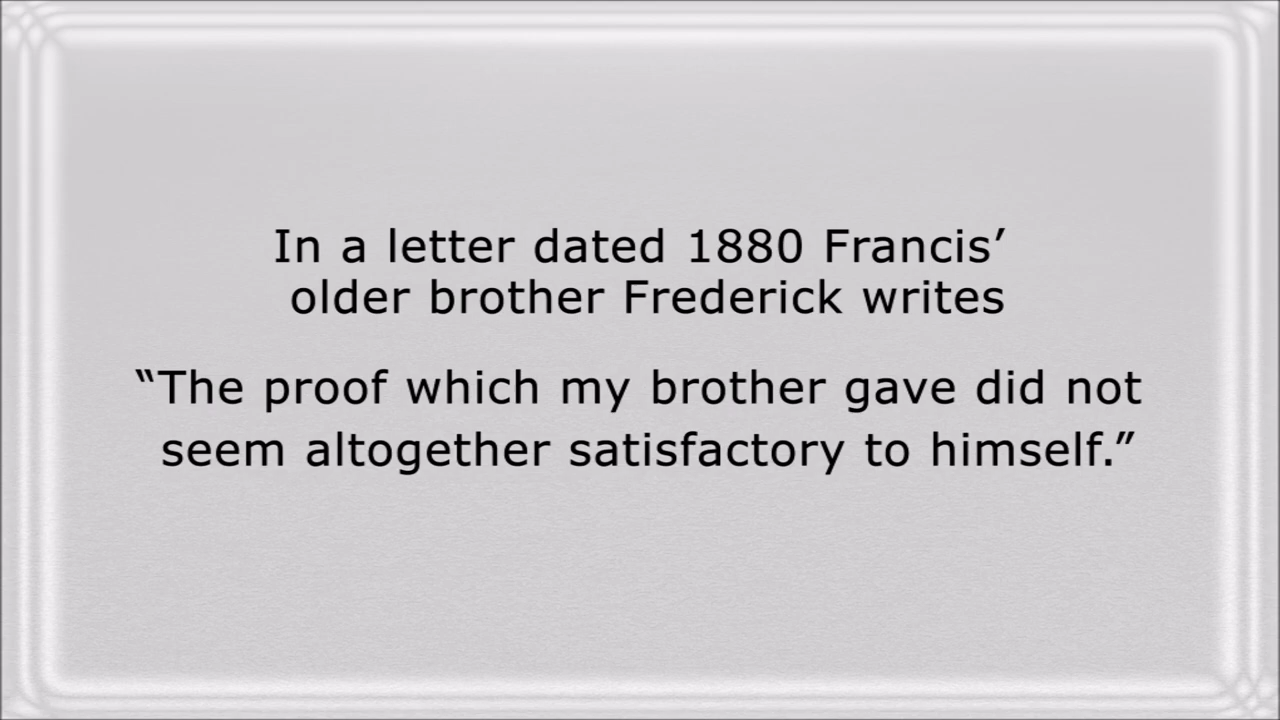 In a letter dated 1880 Francis’
older brother Frederick writes
“The proof which my brother gave did not
seem altogether satisfactory to himself.”